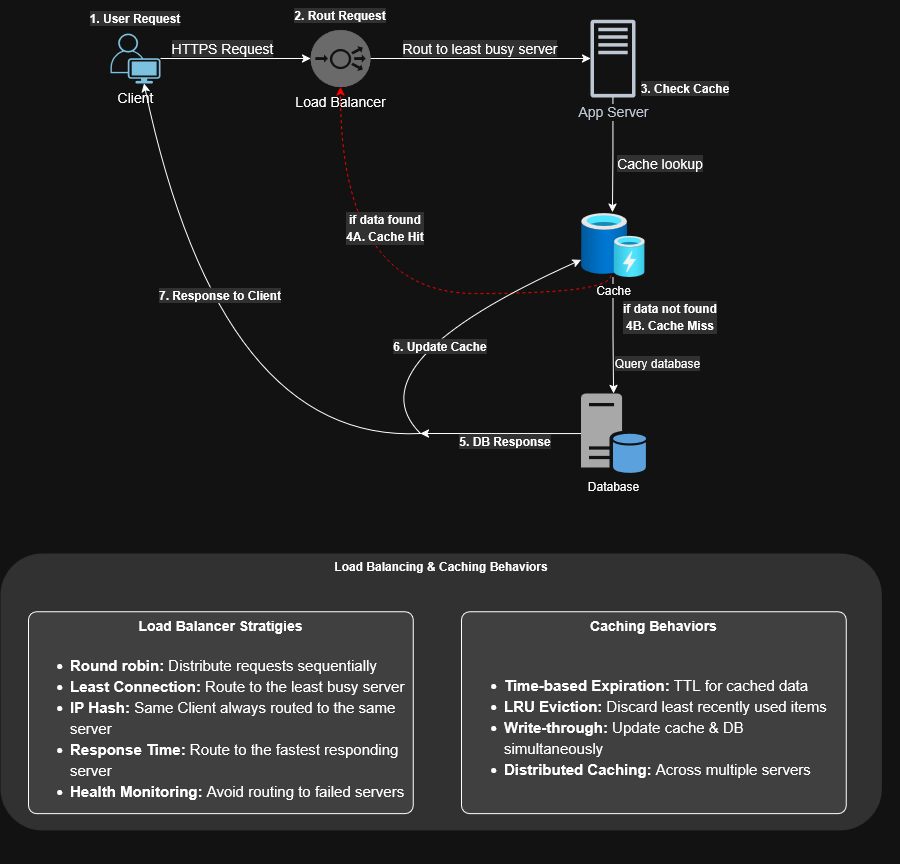 1. User Request
2. Rout Request
HTTPS Request
Rout to least busy server
Client
Load Balancer
3. Check Cache
App Server
Cache lookup
if data found
4A. Cache Hit
Cache
7. Response to Client
if data not found
4B. Cache Miss
6. Update Cache
Query database
5. DB Response
Database
Load Balancing & Caching Behaviors
Load Balancer Stratigies
• Round robin: Distribute requests sequentially
• Least Connection: Route to the least busy server
• IP Hash: Same Client always routed to the same
server
• Response Time: Route to the fastest responding
server
• Health Monitoring: Avoid routing to failed servers
Caching Behaviors
• Time-based Expiration: TTL for cached data
• LRU Eviction: Discard least recently used items
• Write-through: Update cache & DB
simultaneously
• Distributed Caching: Across multiple servers